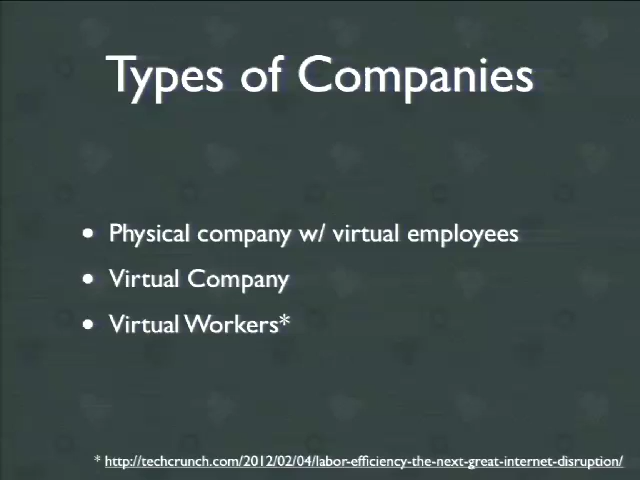 Types of Companies
• Physical company w/ virtual employees
• Virtual Company
• Virtual Workers*
* http://techcrunch.com/2012/02/04/labor-efficiency-the-next-great-internet-disruption/